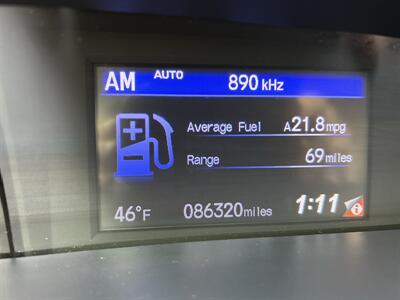 AM AUTO 890 kHz
Average Fuel A21.8mpg
Range 69miles
46°F 086320miles 1:11 i